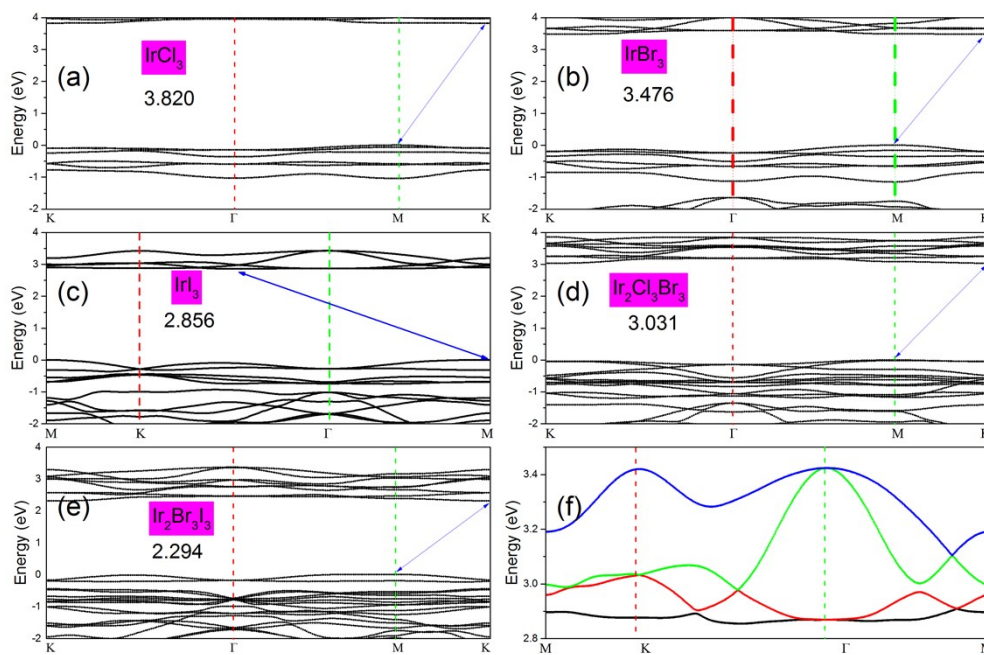 (a)
IrCl₃
3.820
Energy (eV)
4
3
2
1
0
-1
-2
K
Γ
M
K
(b)
IrBr₃
3.476
Energy (eV)
4
3
2
1
0
-1
-2
K
Γ
M
K
(c)
IrI₃
2.856
Energy (eV)
4
3
2
1
0
-1
-2
M
K
Γ
M
(d)
Ir₂Cl₃Br₃
3.031
Energy (eV)
4
3
2
1
0
-1
-2
K
Γ
M
K
(e)
Ir₂Br₃I₃
2.294
Energy (eV)
4
3
2
1
0
-1
-2
K
Γ
M
K
(f)
Energy (eV)
3.4
3.2
3.0
2.8
M
K
Γ
M